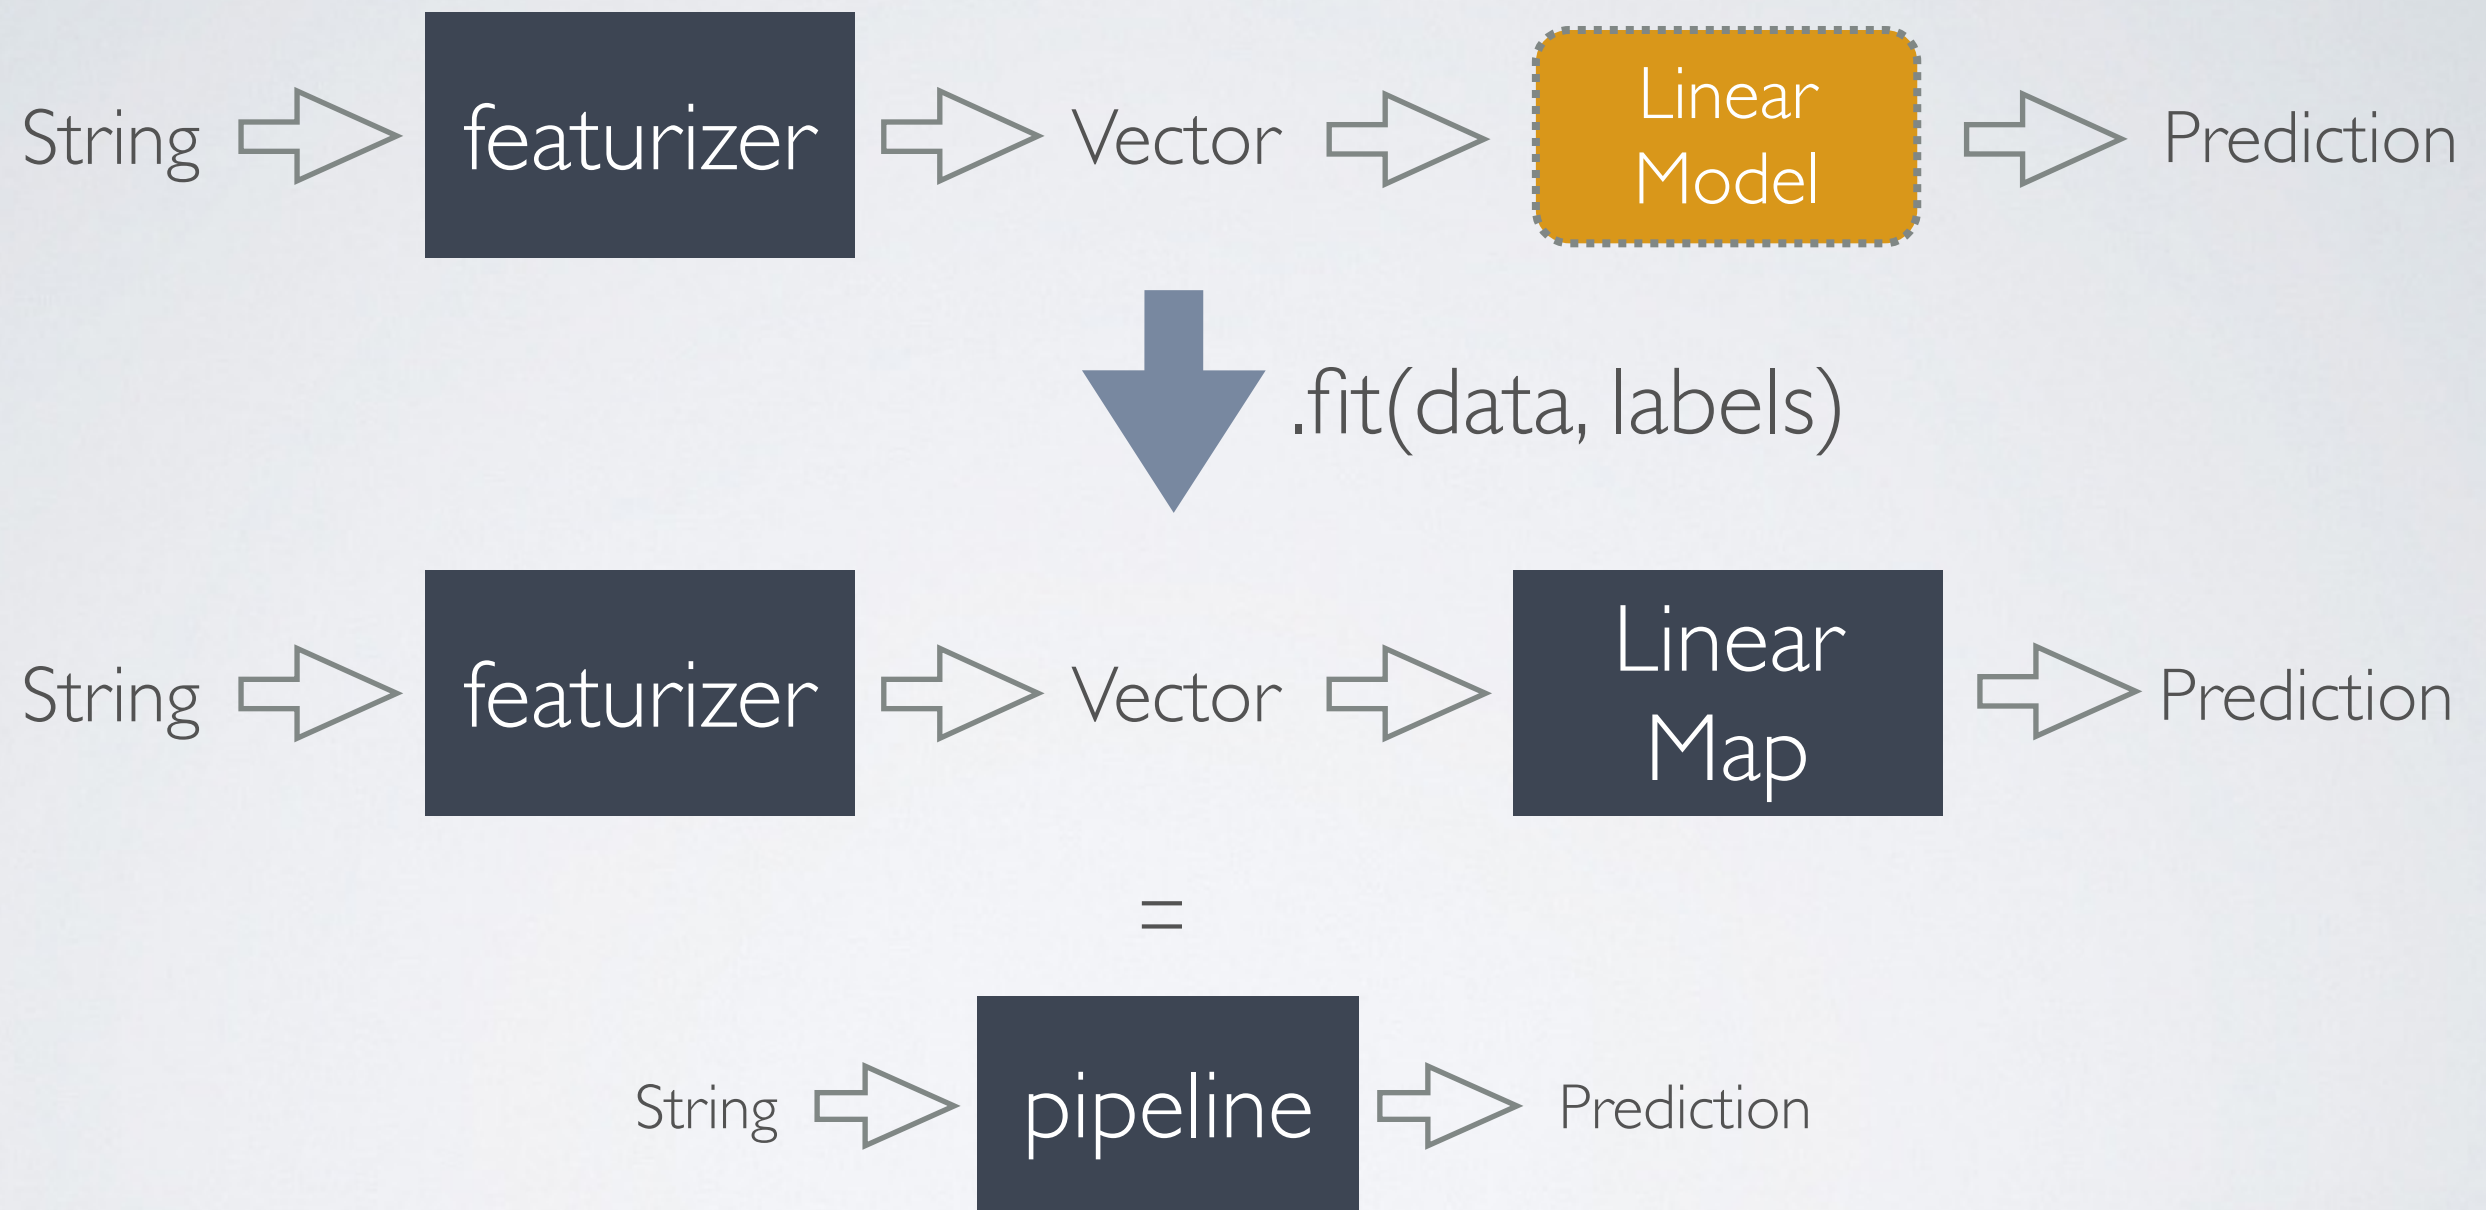 String
featurizer
Vector
Linear
Model
Prediction
.fit(data, labels)
String
featurizer
Vector
Linear
Map
Prediction
=
String
pipeline
Prediction